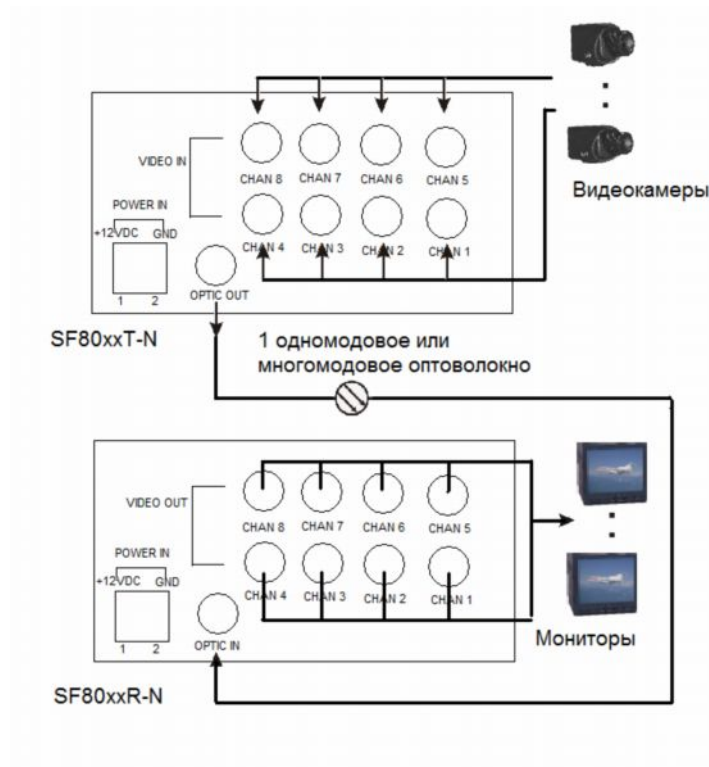 VIDEO IN
CHAN 8 CHAN 7 CHAN 6 CHAN 5
Видеокамеры
POWER IN
+12VDC GND
CHAN 4 CHAN 3 CHAN 2 CHAN 1
1 2
OPTIC OUT
SF80xxT-N
1 одномодовое или
многомодовое оптоволокно
VIDEO OUT
CHAN 8 CHAN 7 CHAN 6 CHAN 5
POWER IN
+12VDC GND
CHAN 4 CHAN 3 CHAN 2 CHAN 1
1 2
OPTIC IN
Мониторы
SF80xxR-N